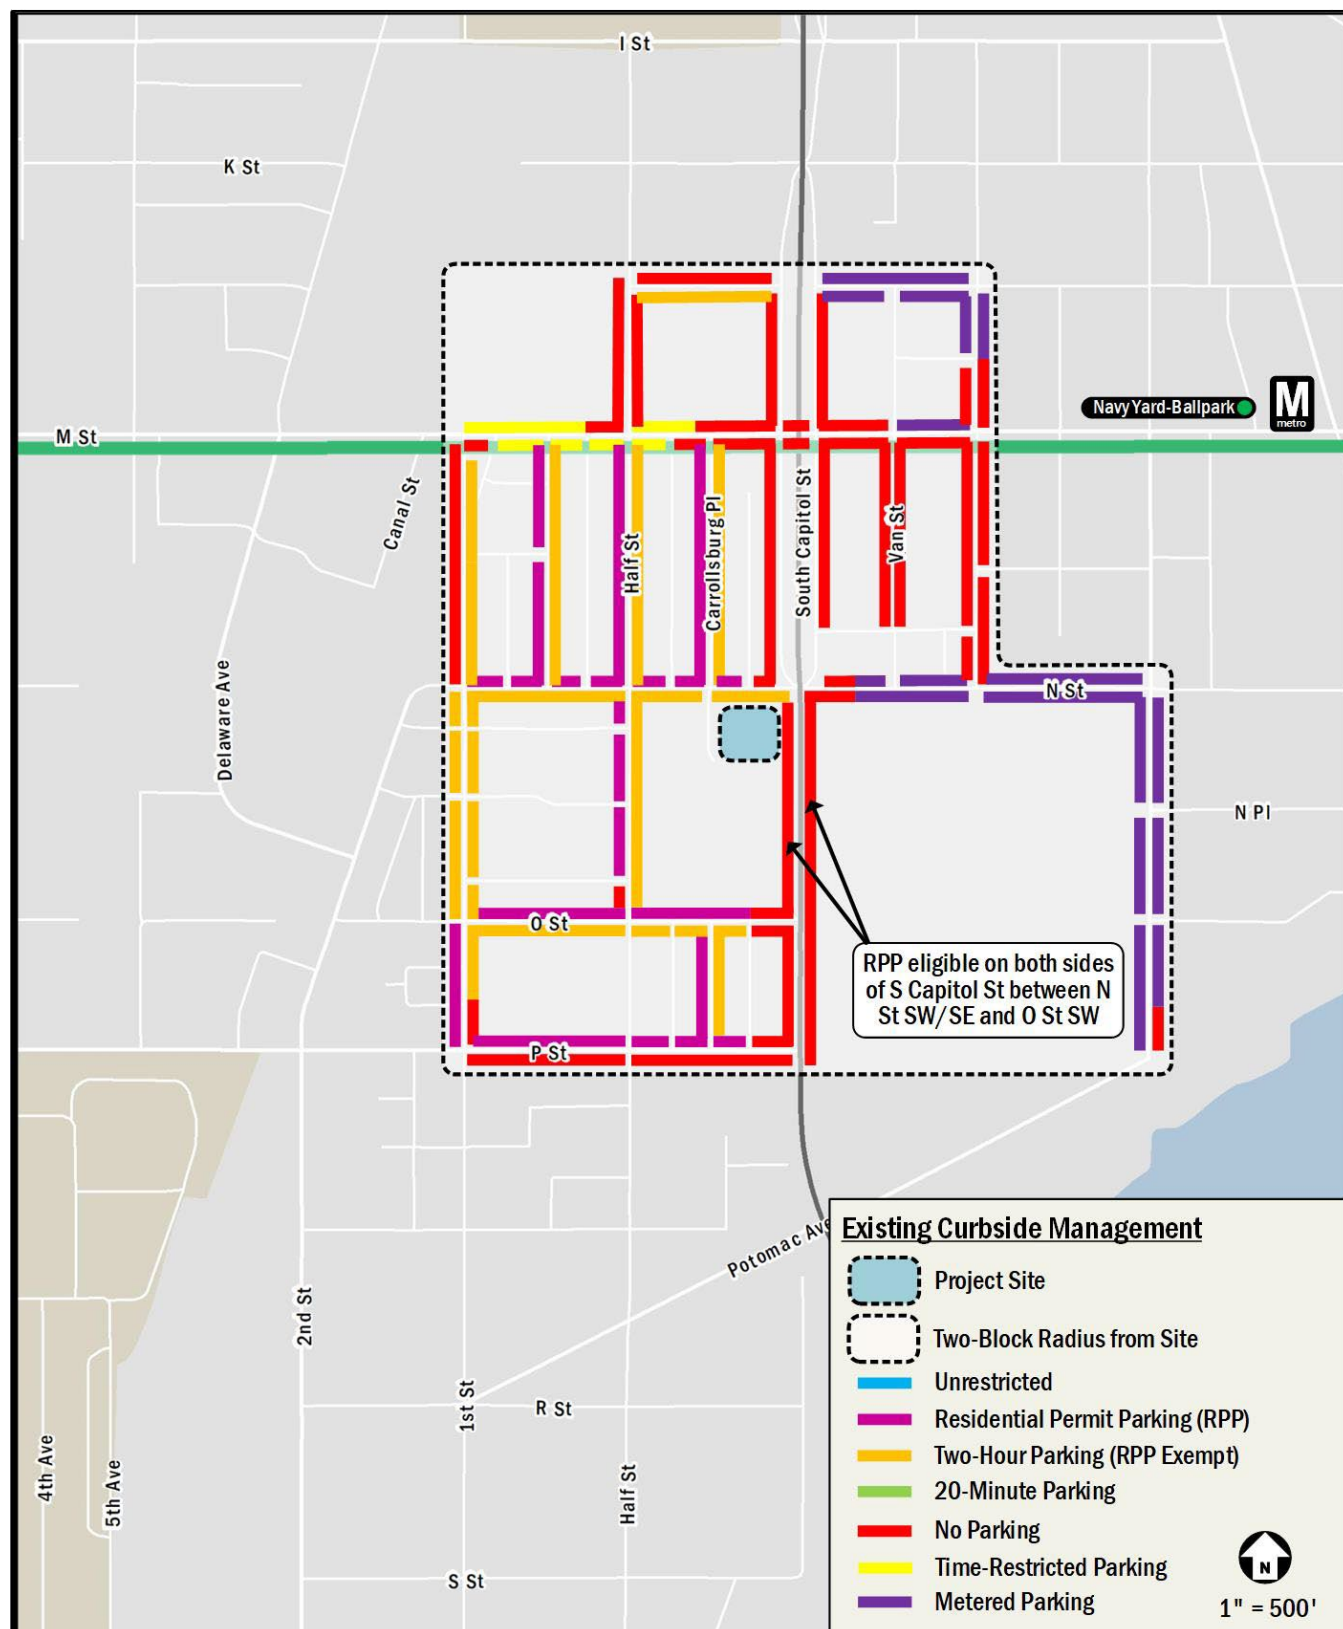 I St
K St
M St
NavyYard-Ballpark
M
metro
Canal St
Half St
Carrollsburg Pl
South Capitol St
Van St
Delaware Ave
N St
N Pl
O St
RPP eligible on both sides
of S Capitol St between N
St SW/SE and O St SW
P St
Potomac Ave
2nd St
1st St
R St
4th Ave
5th Ave
Half St
S St
Existing Curbside Management
Project Site
Two-Block Radius from Site
Unrestricted
Residential Permit Parking (RPP)
Two-Hour Parking (RPP Exempt)
20-Minute Parking
No Parking
Time-Restricted Parking
Metered Parking
N
1" = 500'